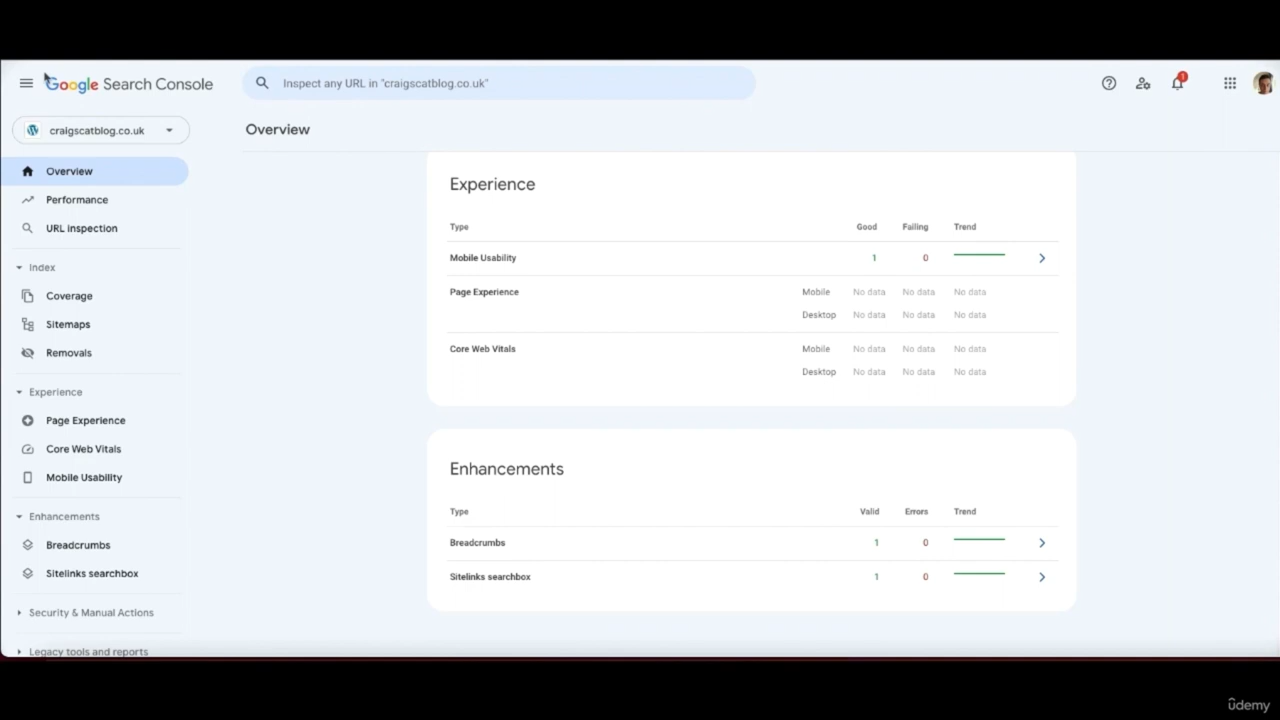 Google Search Console
Inspect any URL in "craigscatblog.co.uk"
1
craigscatblog.co.uk
Overview
Overview
Performance
URL inspection
Index
Coverage
Sitemaps
Removals
Experience
Page Experience
Core Web Vitals
Mobile Usability
Enhancements
Breadcrumbs
Sitelinks searchbox
Security & Manual Actions
Legacy tools and reports
Experience
Type Good Failing Trend
Mobile Usability 1 0
Page Experience Mobile No data No data No data
Desktop No data No data No data
Core Web Vitals Mobile No data No data No data
Desktop No data No data No data
Enhancements
Type Valid Errors Trend
Breadcrumbs 1 0
Sitelinks searchbox 1 0
udemy